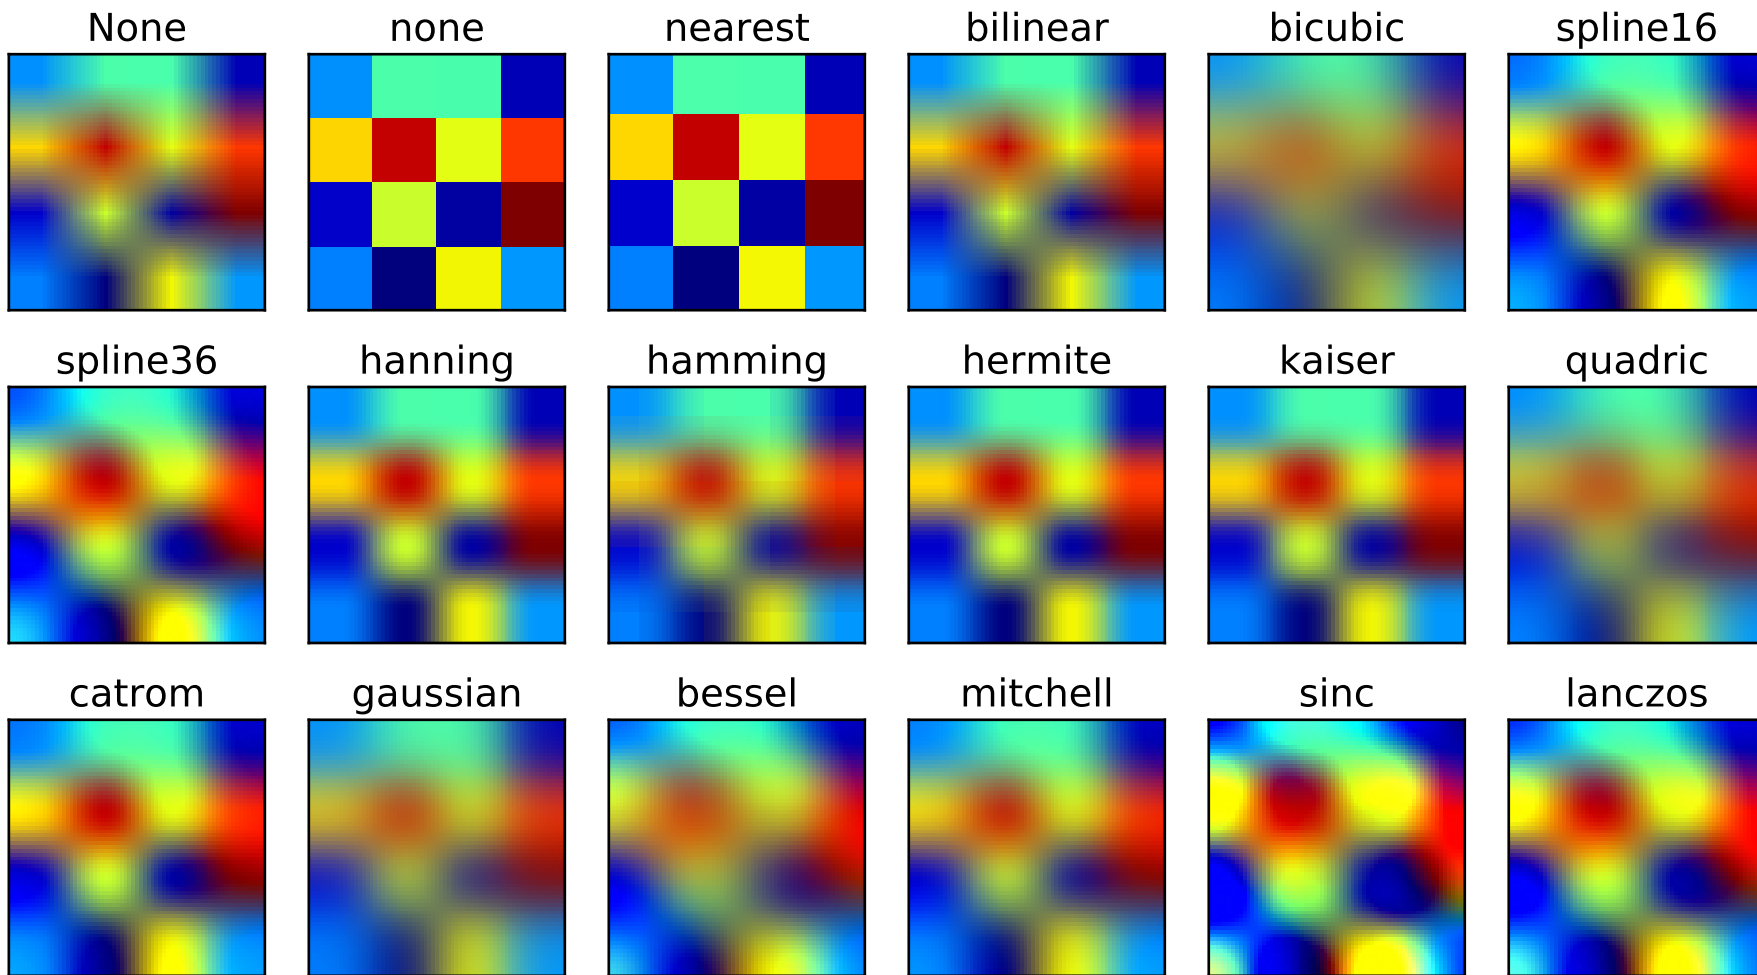 None none nearest bilinear bicubic spline16
spline36 hanning hamming hermite kaiser quadric
catrom gaussian bessel mitchell sinc lanczos